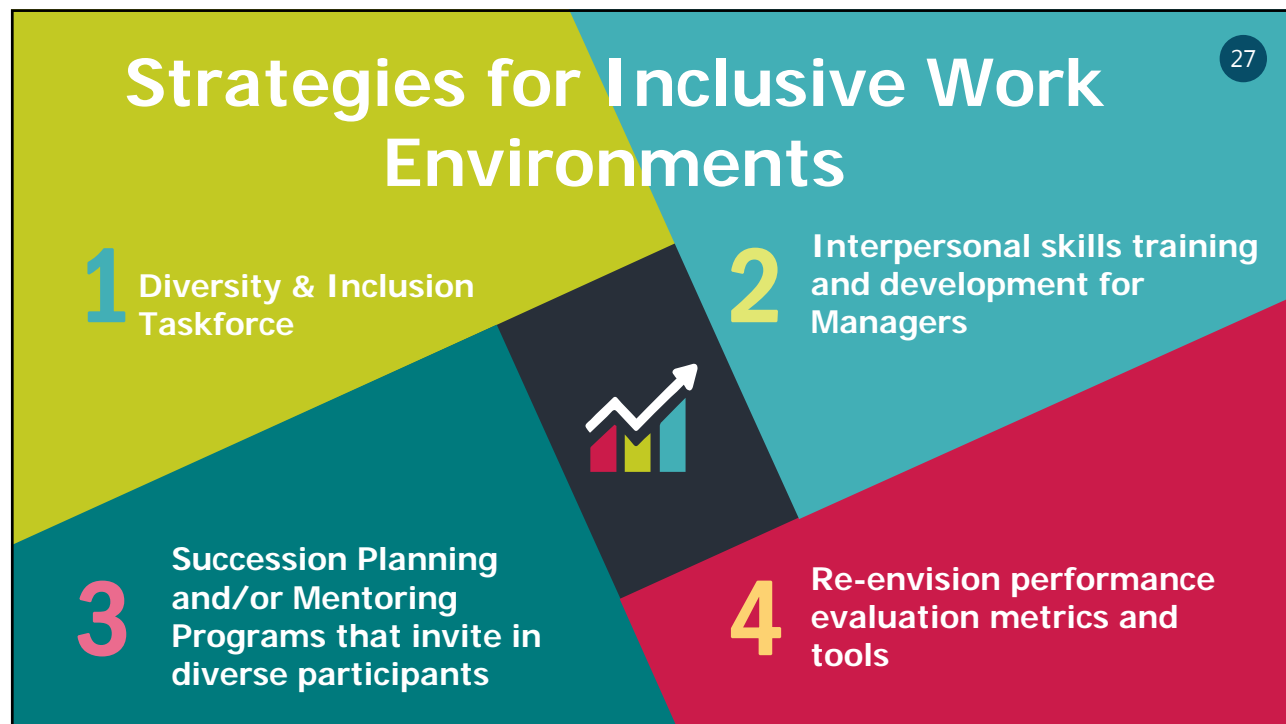 Strategies for Inclusive Work
Environments
27
1
Diversity & Inclusion
Taskforce
2
Interpersonal skills training
and development for
Managers
3
Succession Planning
and/or Mentoring
Programs that invite in
diverse participants
4
Re-envision performance
evaluation metrics and
tools